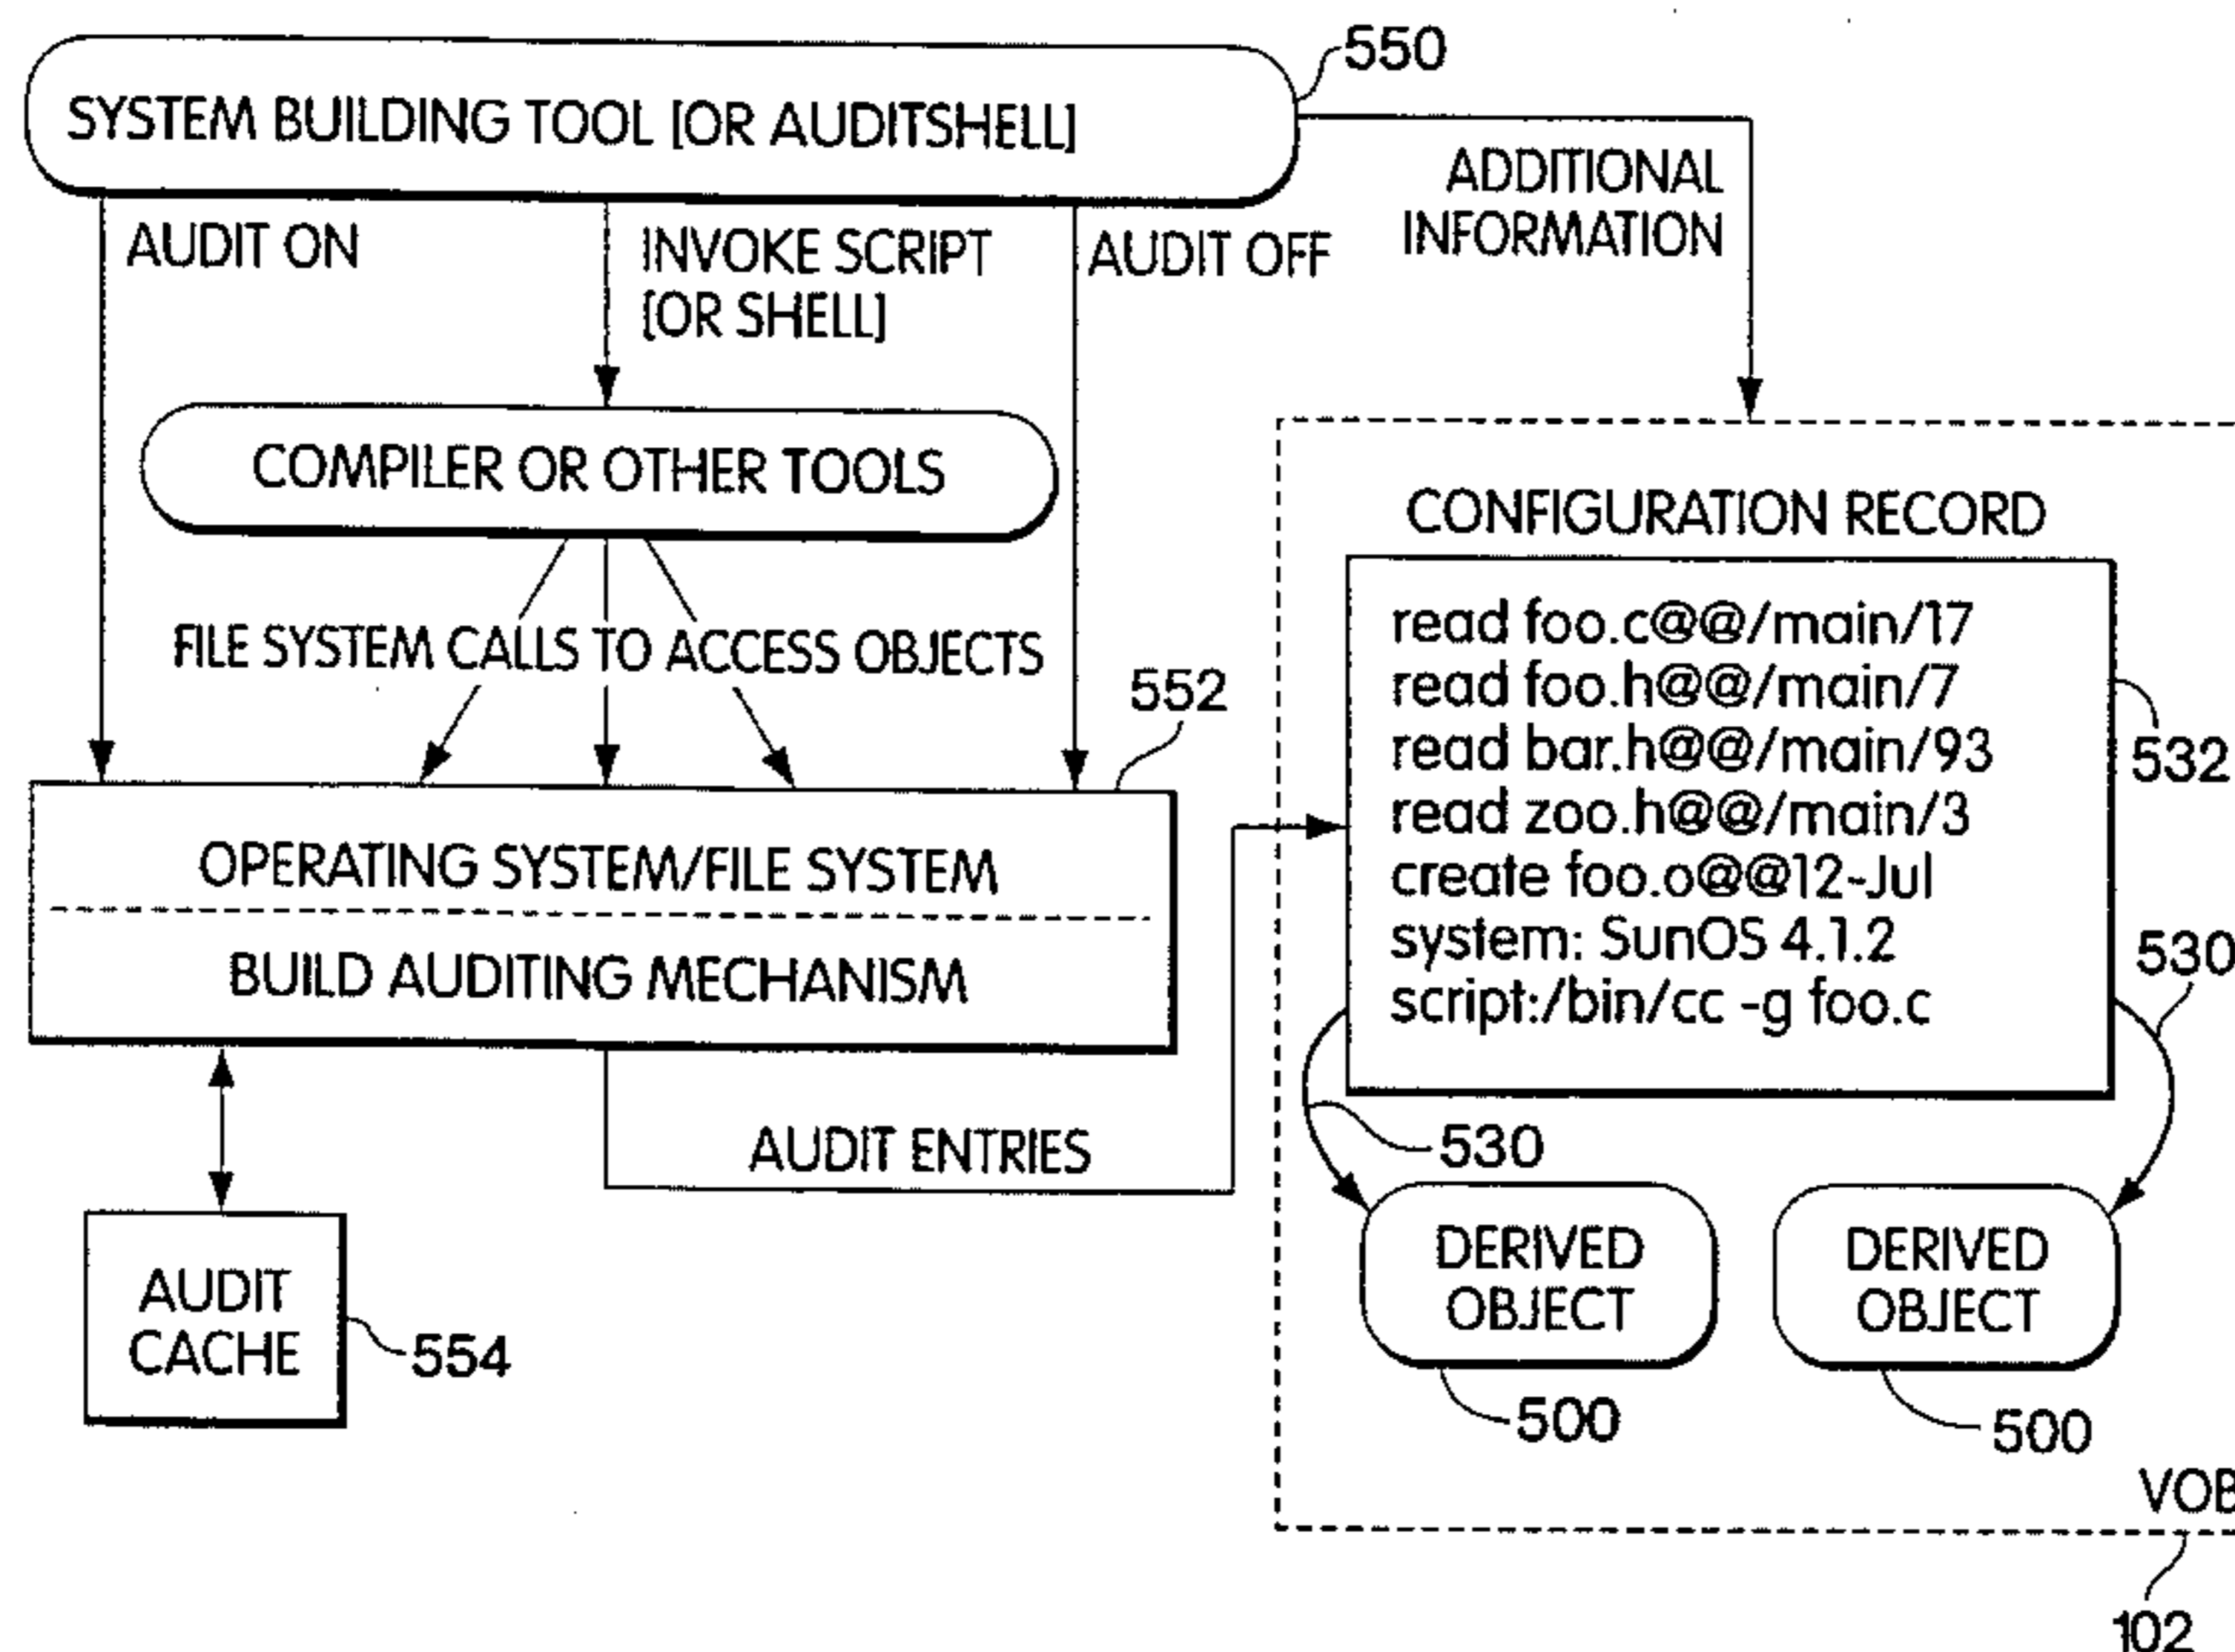 550
SYSTEM BUILDING TOOL [OR AUDITSHELL]
ADDITIONAL
INFORMATION
AUDIT ON
INVOKE SCRIPT
[OR SHELL]
AUDIT OFF
COMPILER OR OTHER TOOLS
FILE SYSTEM CALLS TO ACCESS OBJECTS
552
OPERATING SYSTEM/FILE SYSTEM
BUILD AUDITING MECHANISM
AUDIT ENTRIES
AUDIT
CACHE
554
CONFIGURATION RECORD
read foo.c@@/main/17
read foo.h@@/main/7
read bar.h@@/main/93
read zoo.h@@/main/3
create foo.o@@12-Jul
system: SunOS 4.1.2
script:/bin/cc -g foo.c
532
530
530
DERIVED
OBJECT
DERIVED
OBJECT
500
500
VOB
102